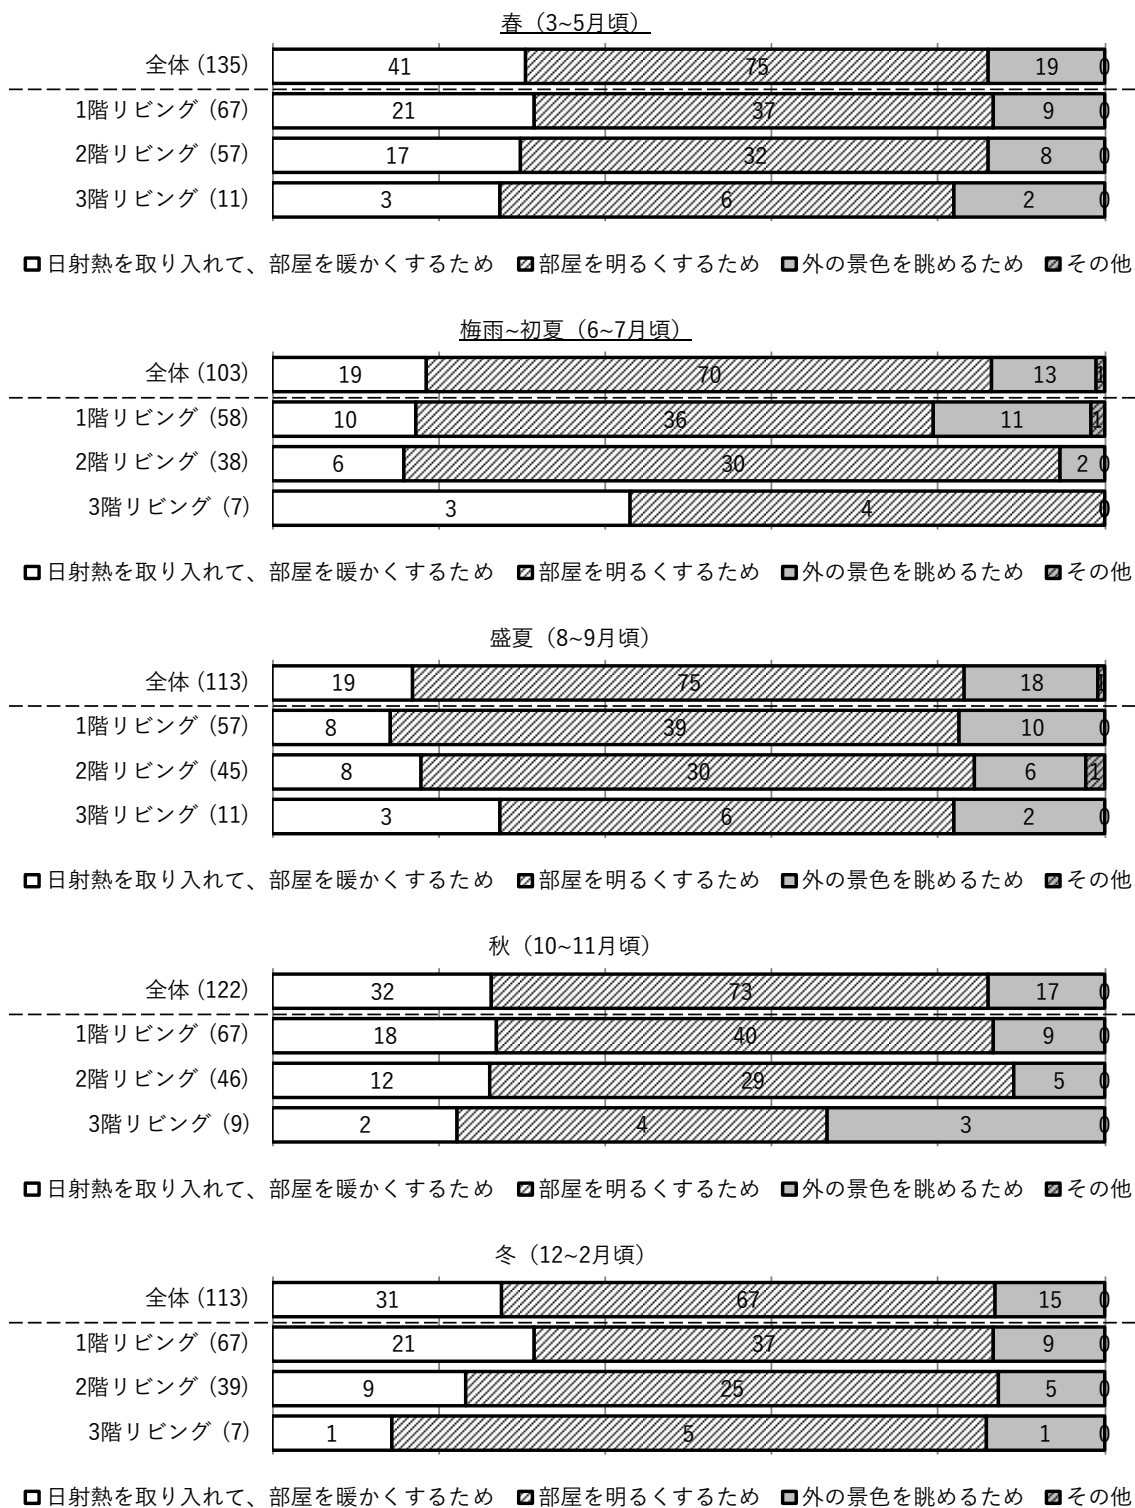 春（3~5月頃）
全体 (135) 41 75 19 0
1階リビング (67) 21 37 9 0
2階リビング (57) 17 32 8 0
3階リビング (11) 3 6 2 0
日射熱を取り入れて、部屋を暖かくするため 部屋を明るくするため 外の景色を眺めるため その他
梅雨~初夏（6~7月頃）
全体 (103) 19 70 13 1
1階リビング (58) 10 36 11 1
2階リビング (38) 6 30 2 0
3階リビング (7) 3 4 0
日射熱を取り入れて、部屋を暖かくするため 部屋を明るくするため 外の景色を眺めるため その他
盛夏（8~9月頃）
全体 (113) 19 75 18 1
1階リビング (57) 8 39 10 0
2階リビング (45) 8 30 6 1
3階リビング (11) 3 6 2 0
日射熱を取り入れて、部屋を暖かくするため 部屋を明るくするため 外の景色を眺めるため その他
秋（10~11月頃）
全体 (122) 32 73 17 0
1階リビング (67) 18 40 9 0
2階リビング (46) 12 29 5 0
3階リビング (9) 2 4 3 0
日射熱を取り入れて、部屋を暖かくするため 部屋を明るくするため 外の景色を眺めるため その他
冬（12~2月頃）
全体 (113) 31 67 15 0
1階リビング (67) 21 37 9 0
2階リビング (39) 9 25 5 0
3階リビング (7) 1 5 1 0
日射熱を取り入れて、部屋を暖かくするため 部屋を明るくするため 外の景色を眺めるため その他